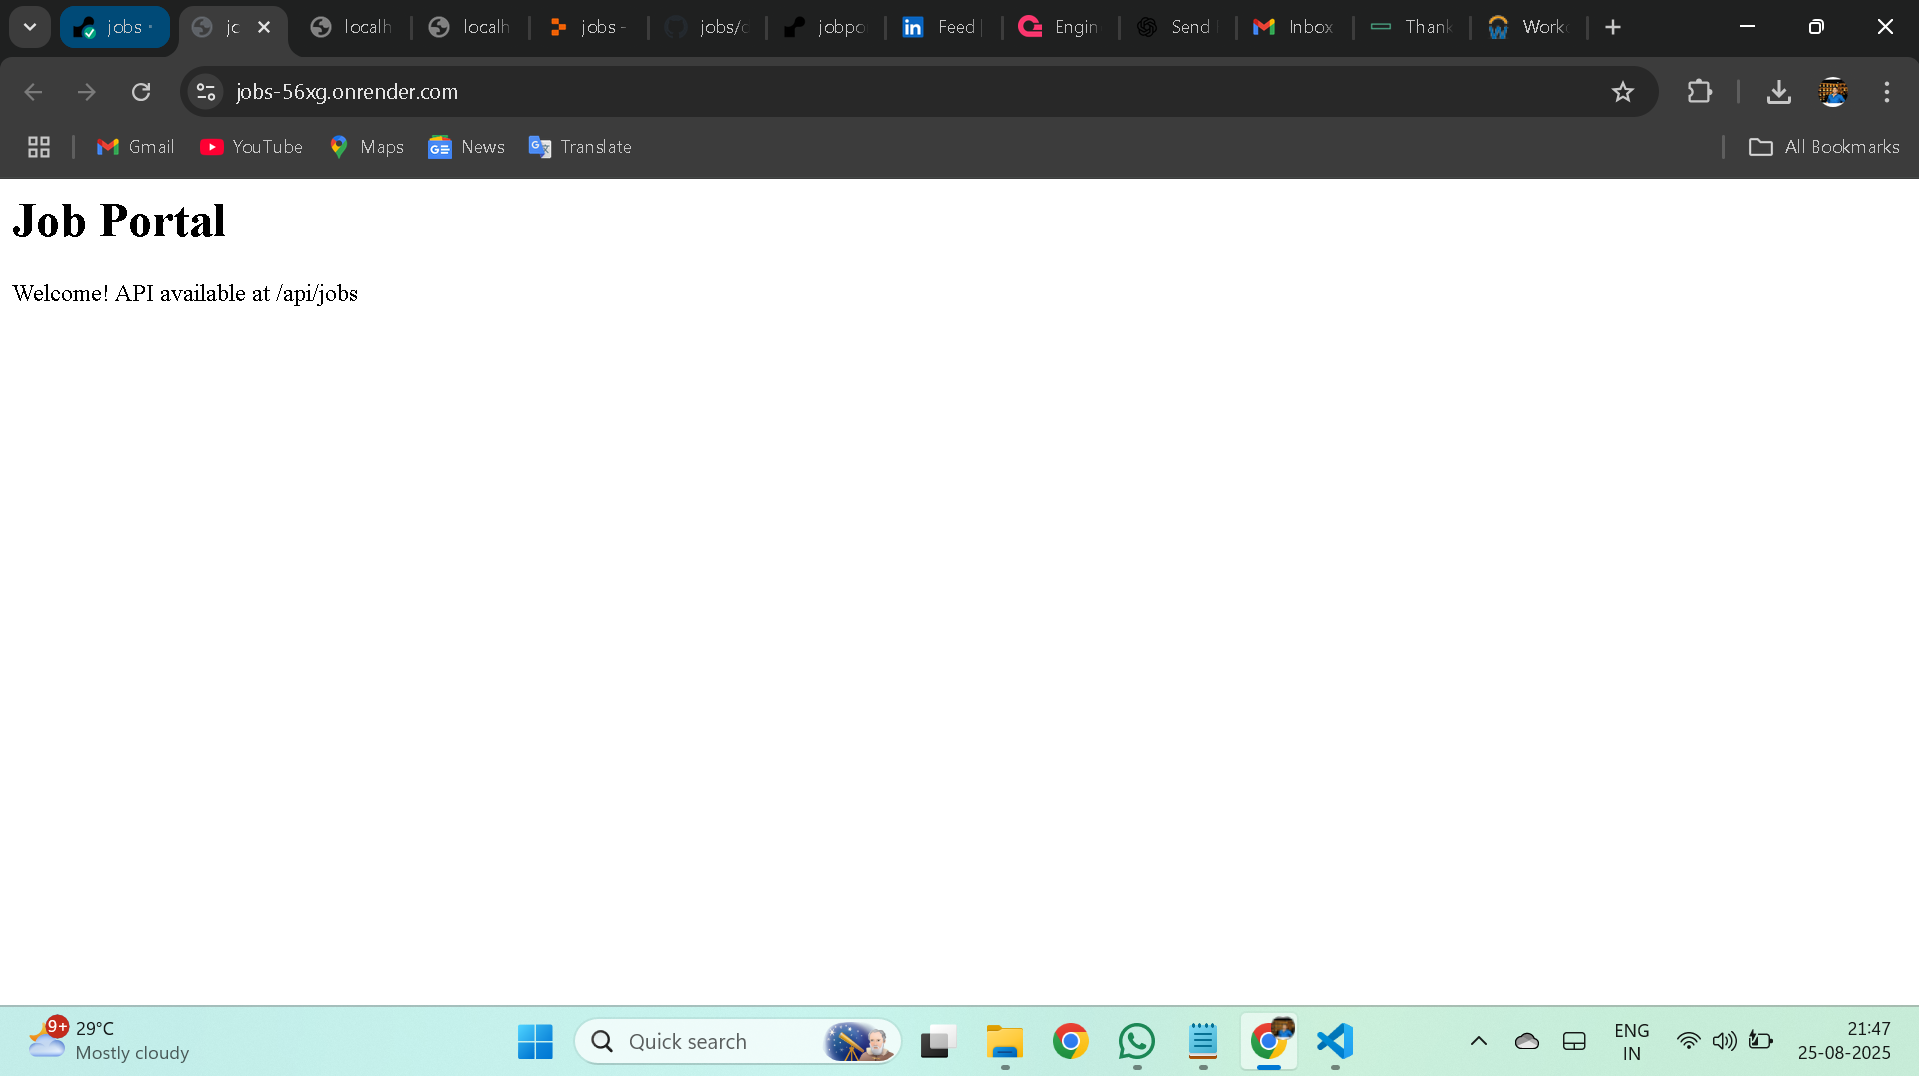 jobs
jc
localh
localh
jobs -
jobs/c
jobpo
Feed |
Engin
Send
Inbox
Thank
Work
jobs-56xg.onrender.com
Gmail
YouTube
Maps
News
Translate
All Bookmarks
Job Portal
Welcome! API available at /api/jobs
9+
29°C
Mostly cloudy
Quick search
ENG
IN
21:47
25-08-2025